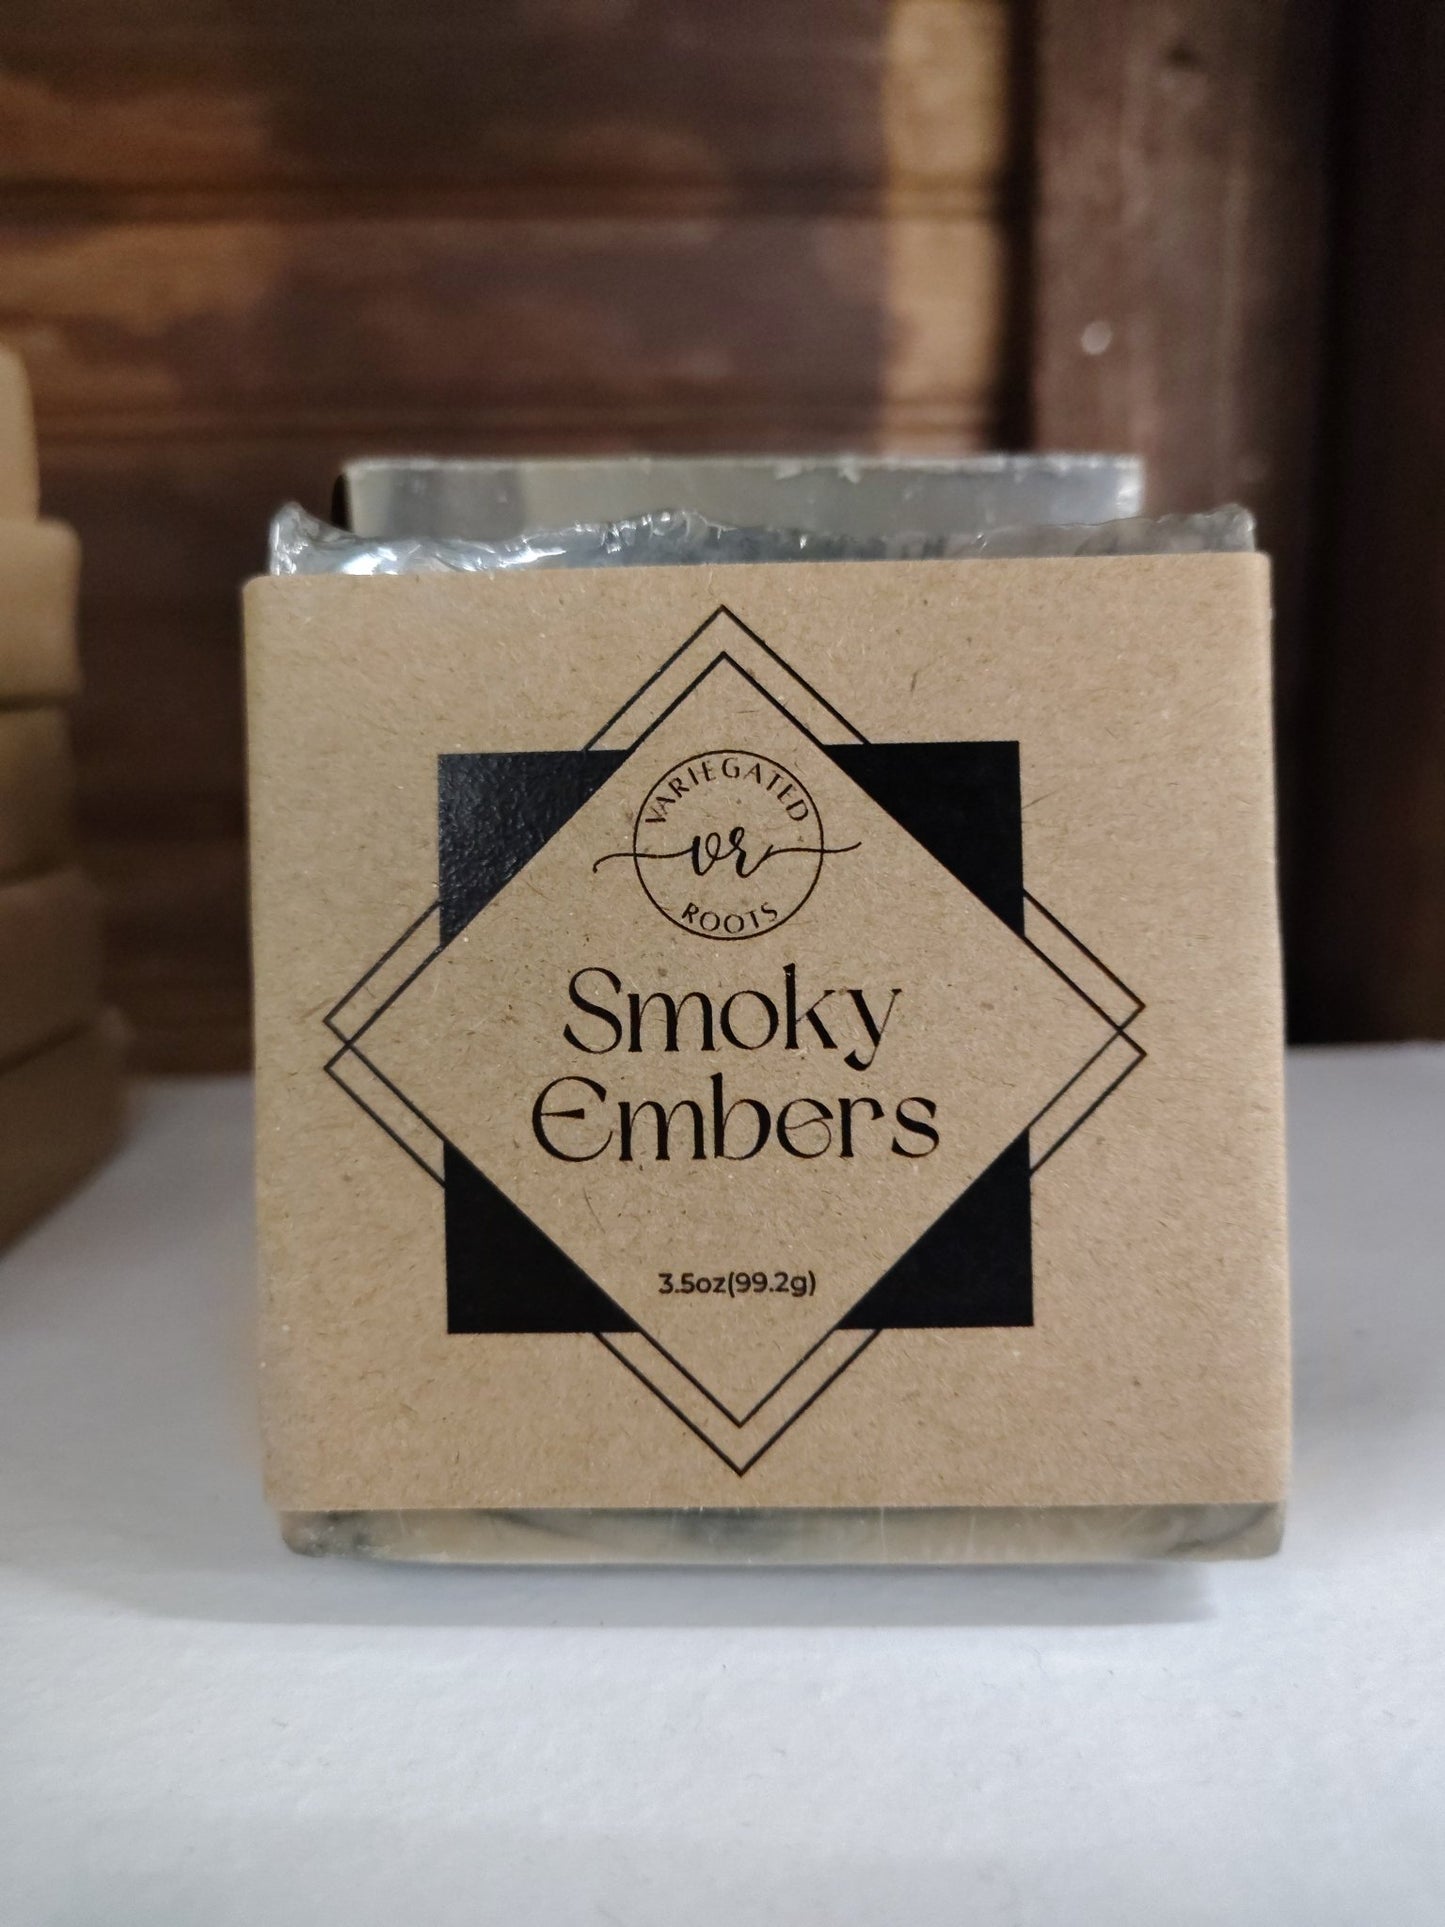 VARIEGATED
vr
ROOTS
Smoky
Embers
3.5oz(99.2g)